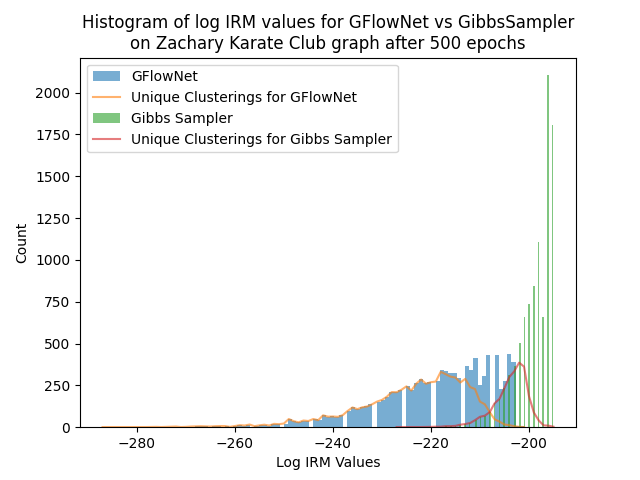 Histogram of log IRM values for GFlowNet vs GibbsSampler
on Zachary Karate Club graph after 500 epochs
GFlowNet
Unique Clusterings for GFlowNet
Gibbs Sampler
Unique Clusterings for Gibbs Sampler
Count
2000
1750
1500
1250
1000
750
500
250
0
−280 −260 −240 −220 −200
Log IRM Values